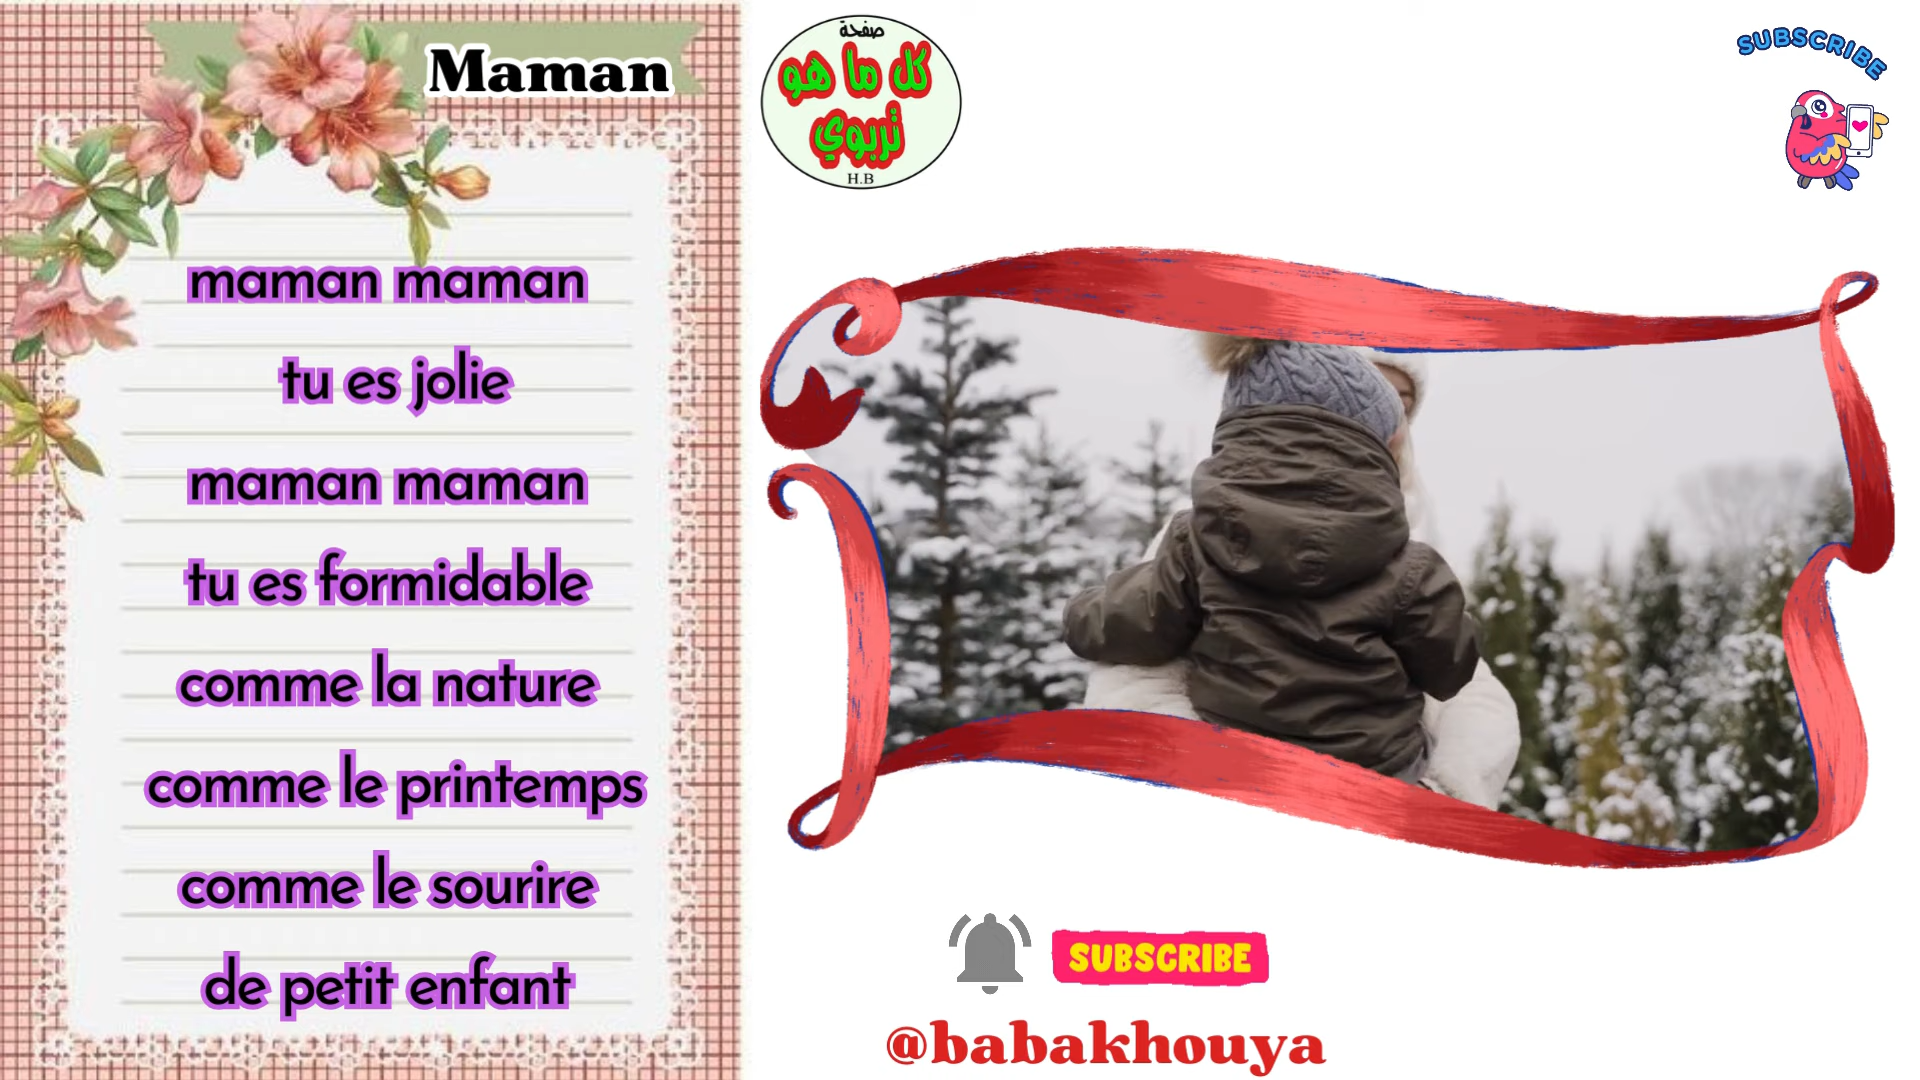 Maman
maman maman
tu es jolie
maman maman
tu es formidable
comme la nature
comme le printemps
comme le sourire
de petit enfant
صفحة
كل ما هو
تربوي
H.B
SUBSCRIBE
SUBSCRIBE
@babakhouya